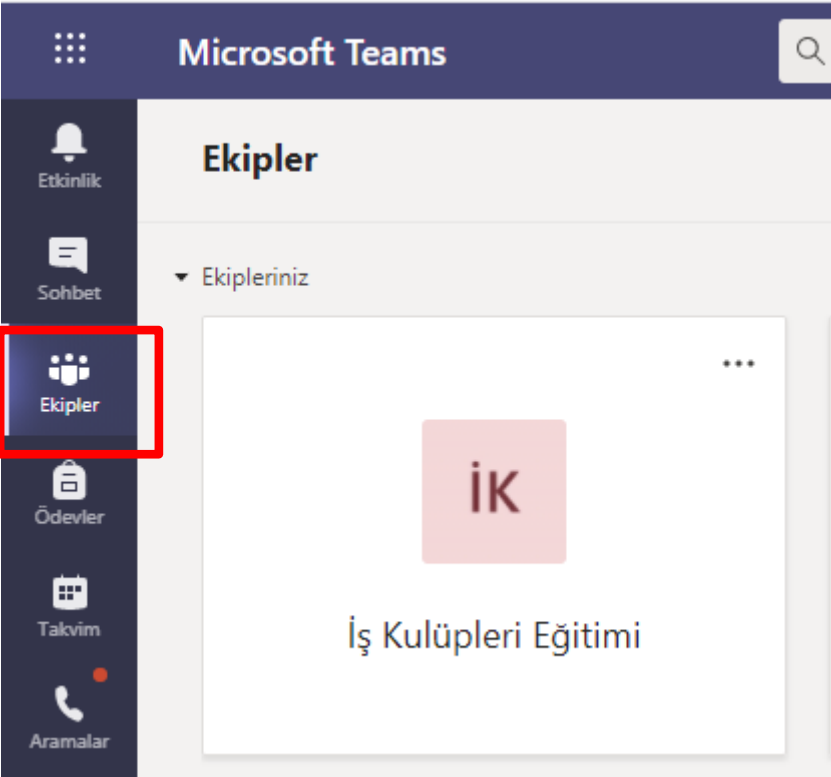 Microsoft Teams
Etkinlik
Sohbet
Ekipler
Ödevler
Takvim
Aramalar
Ekipler
Ekipleriniz
İK
İş Kulüpleri Eğitimi